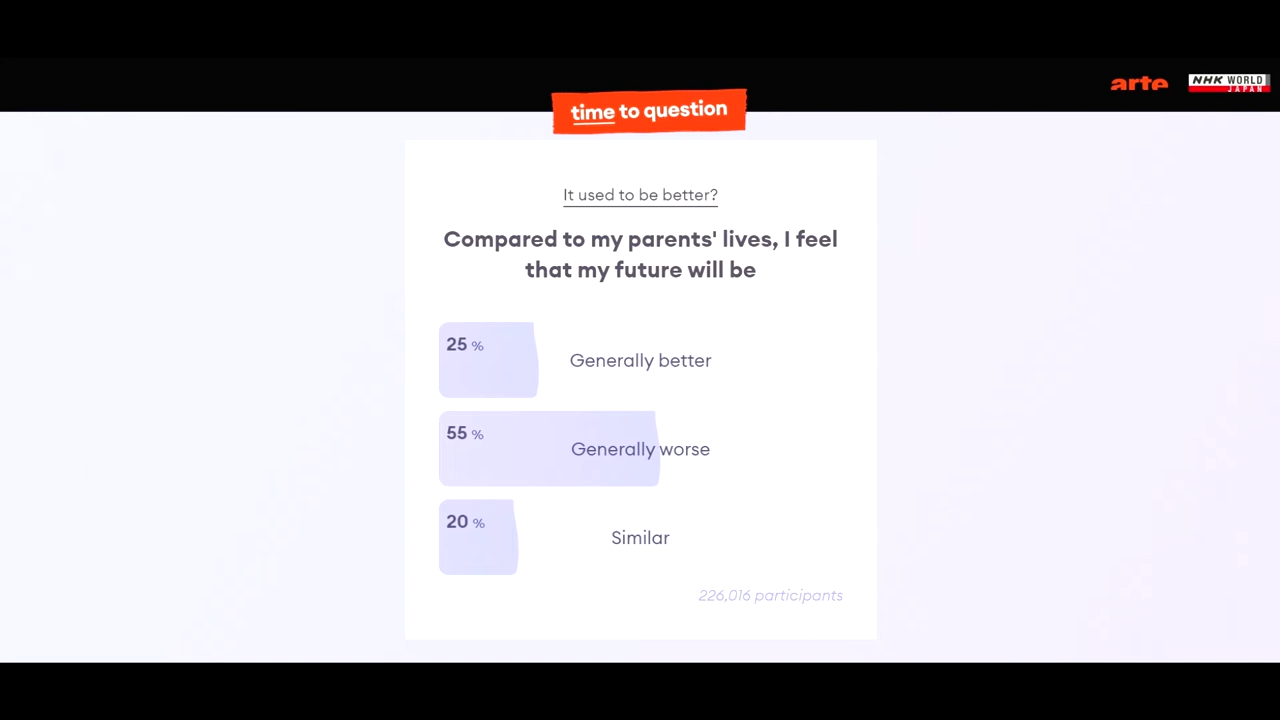 arte
NHK WORLD
JAPAN
time to question
It used to be better?
Compared to my parents' lives, I feel
that my future will be
25 %
Generally better
55 %
Generally worse
20 %
Similar
226,016 participants